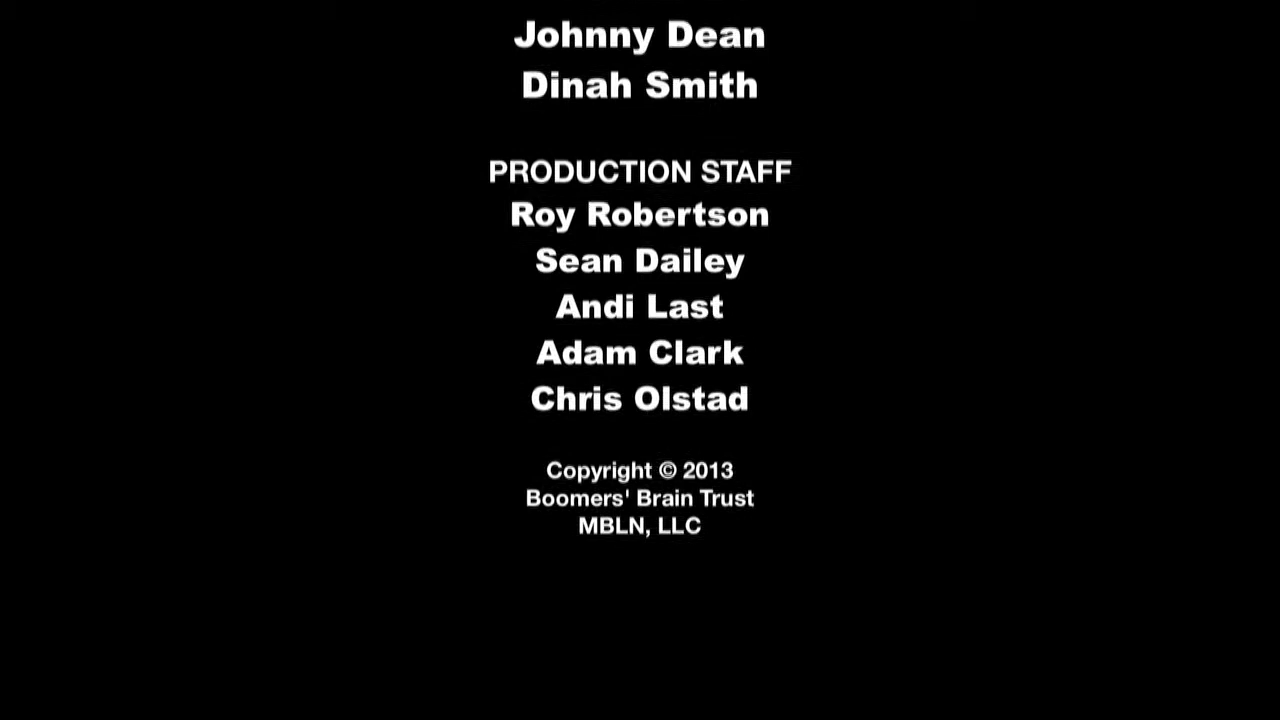 Johnny Dean
Dinah Smith
PRODUCTION STAFF
Roy Robertson
Sean Dailey
Andi Last
Adam Clark
Chris Olstad
Copyright © 2013
Boomers' Brain Trust
MBLN, LLC